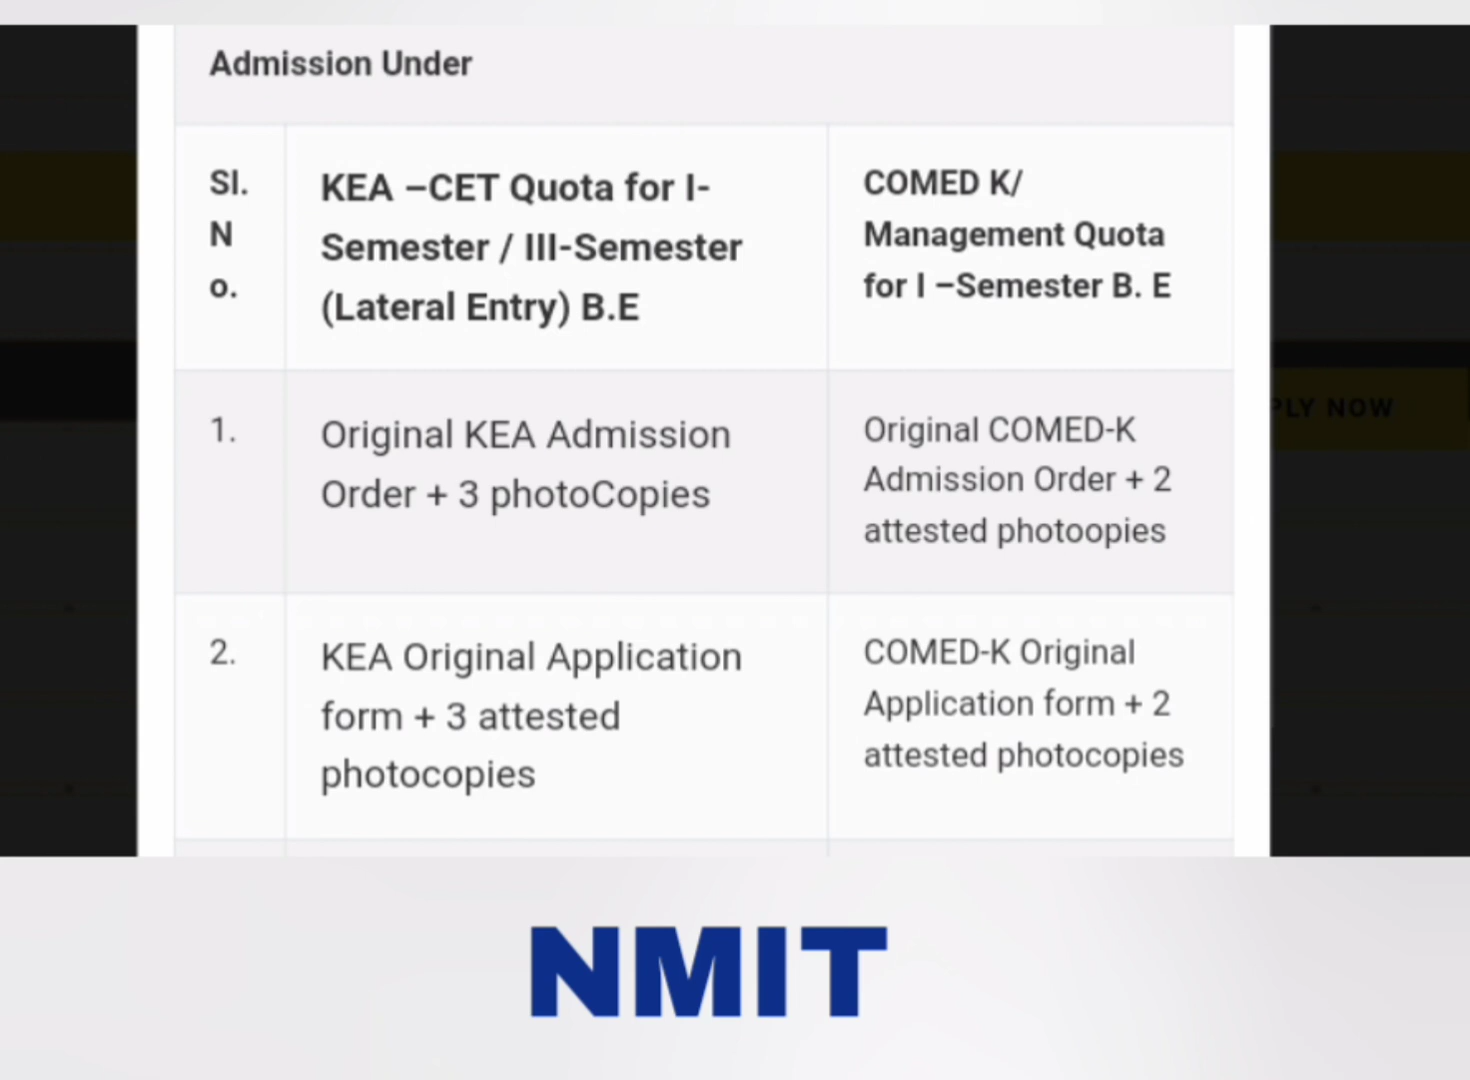 Admission Under
Sl.
N
o.
KEA –CET Quota for I-
Semester / III-Semester
(Lateral Entry) B.E
COMED K/
Management Quota
for I –Semester B. E
1.
Original KEA Admission
Order + 3 photoCopies
Original COMED-K
Admission Order + 2
attested photoopies
PLY NOW
2.
KEA Original Application
form + 3 attested
photocopies
COMED-K Original
Application form + 2
attested photocopies
NMIT